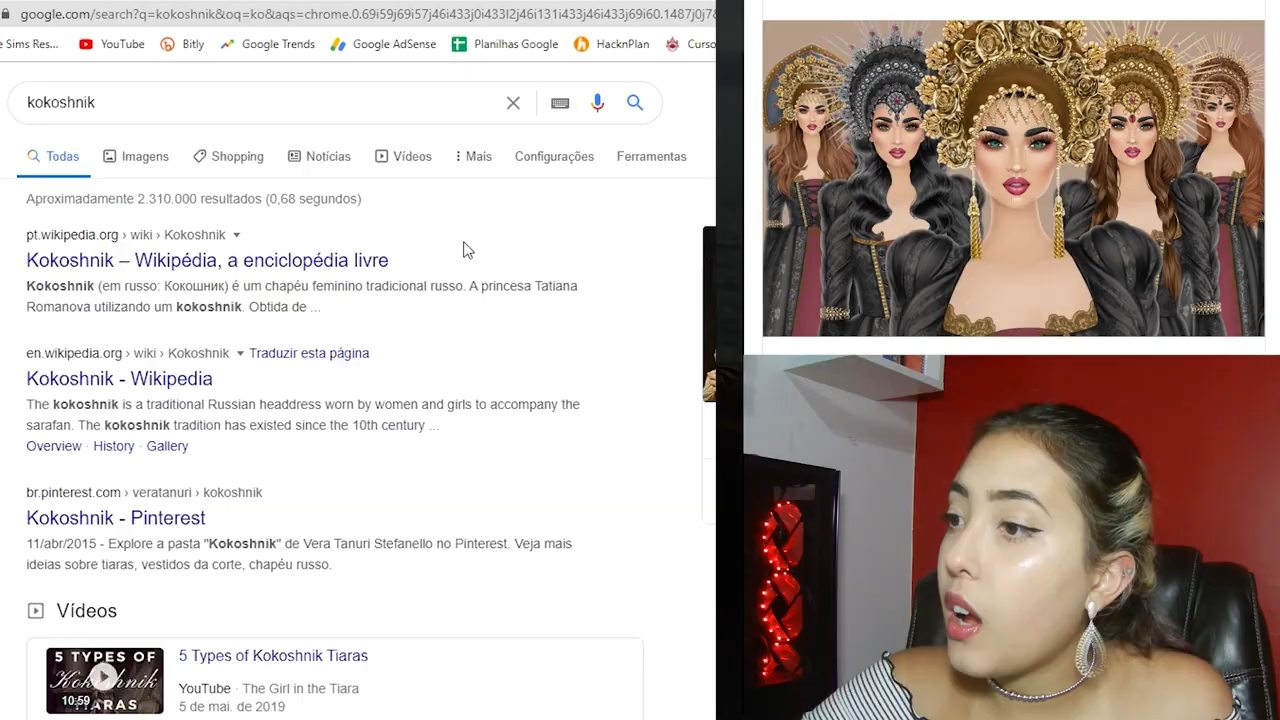 google.com/search?q=kokoshnik&oq=ko&aqs=chrome.0.69i59j69i57j46i433j0i433l2j46i131i433j46i433j69i60.1487j0j7&
e Sims Res... YouTube Bitly Google Trends Google AdSense Planilhas Google HacknPlan Curso
kokoshnik
Todas Imagens Shopping Notícias Vídeos Mais Configurações Ferramentas
Aproximadamente 2.310.000 resultados (0,68 segundos)
pt.wikipedia.org › wiki › Kokoshnik
Kokoshnik – Wikipédia, a enciclopédia livre
Kokoshnik (em russo: Кокошник) é um chapéu feminino tradicional russo. A princesa Tatiana
Romanova utilizando um kokoshnik. Obtida de ...
en.wikipedia.org › wiki › Kokoshnik Traduzir esta página
Kokoshnik - Wikipedia
The kokoshnik is a traditional Russian headdress worn by women and girls to accompany the
sarafan. The kokoshnik tradition has existed since the 10th century ...
Overview · History · Gallery
br.pinterest.com › veratanuri › kokoshnik
Kokoshnik - Pinterest
11/abr/2015 - Explore a pasta "Kokoshnik" de Vera Tanuri Stefanello no Pinterest. Veja mais
ideias sobre tiaras, vestidos da corte, chapéu russo.
Vídeos
5 TYPES OF
Kokoshnik
TIARAS
10:59
5 Types of Kokoshnik Tiaras
YouTube · The Girl in the Tiara
5 de mai. de 2019